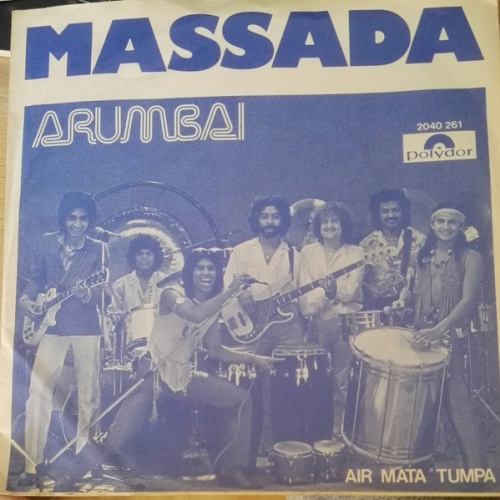 MASSADA
ARUMBAI
2040 261
polydor
AIR MATA TUMPA